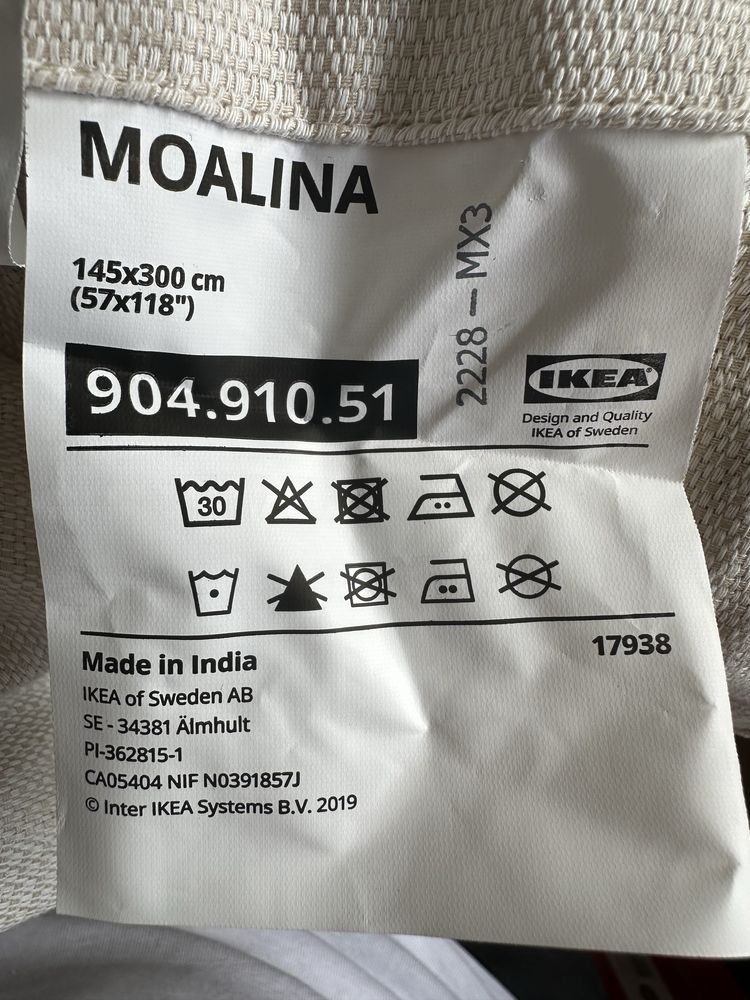 MOALINA
145x300 cm
(57x118")
2228 — MX3
904.910.51
IKEA®
Design and Quality
IKEA of Sweden
30
17938
Made in India
IKEA of Sweden AB
SE - 34381 Älmhult
PI-362815-1
CA05404 NIF N0391857J
© Inter IKEA Systems B.V. 2019